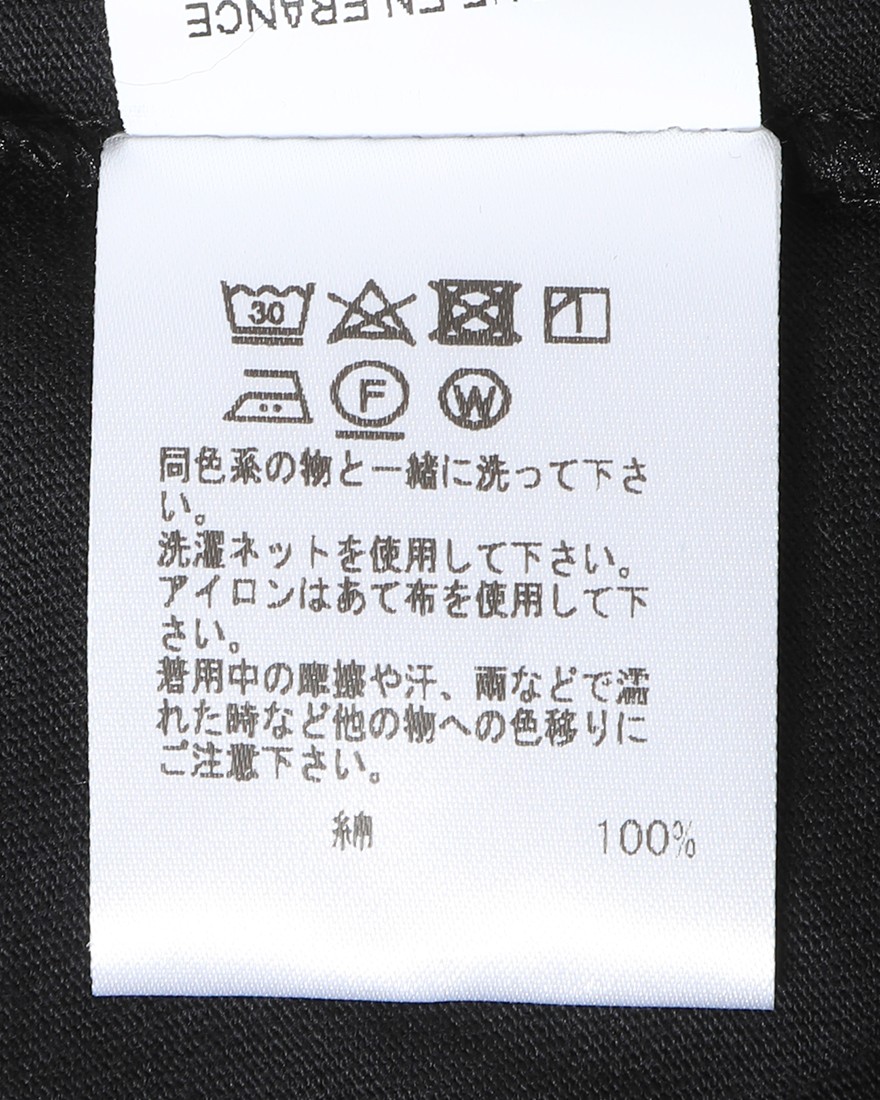 EN FRANCE
30
F W
同色系の物と一緒に洗って下さ
い。
洗濯ネットを使用して下さい。
アイロンはあて布を使用して下
さい。
着用中の摩擦や汗、雨などで濡
れた時など他の物への色移りに
ご注意下さい。
綿 100%